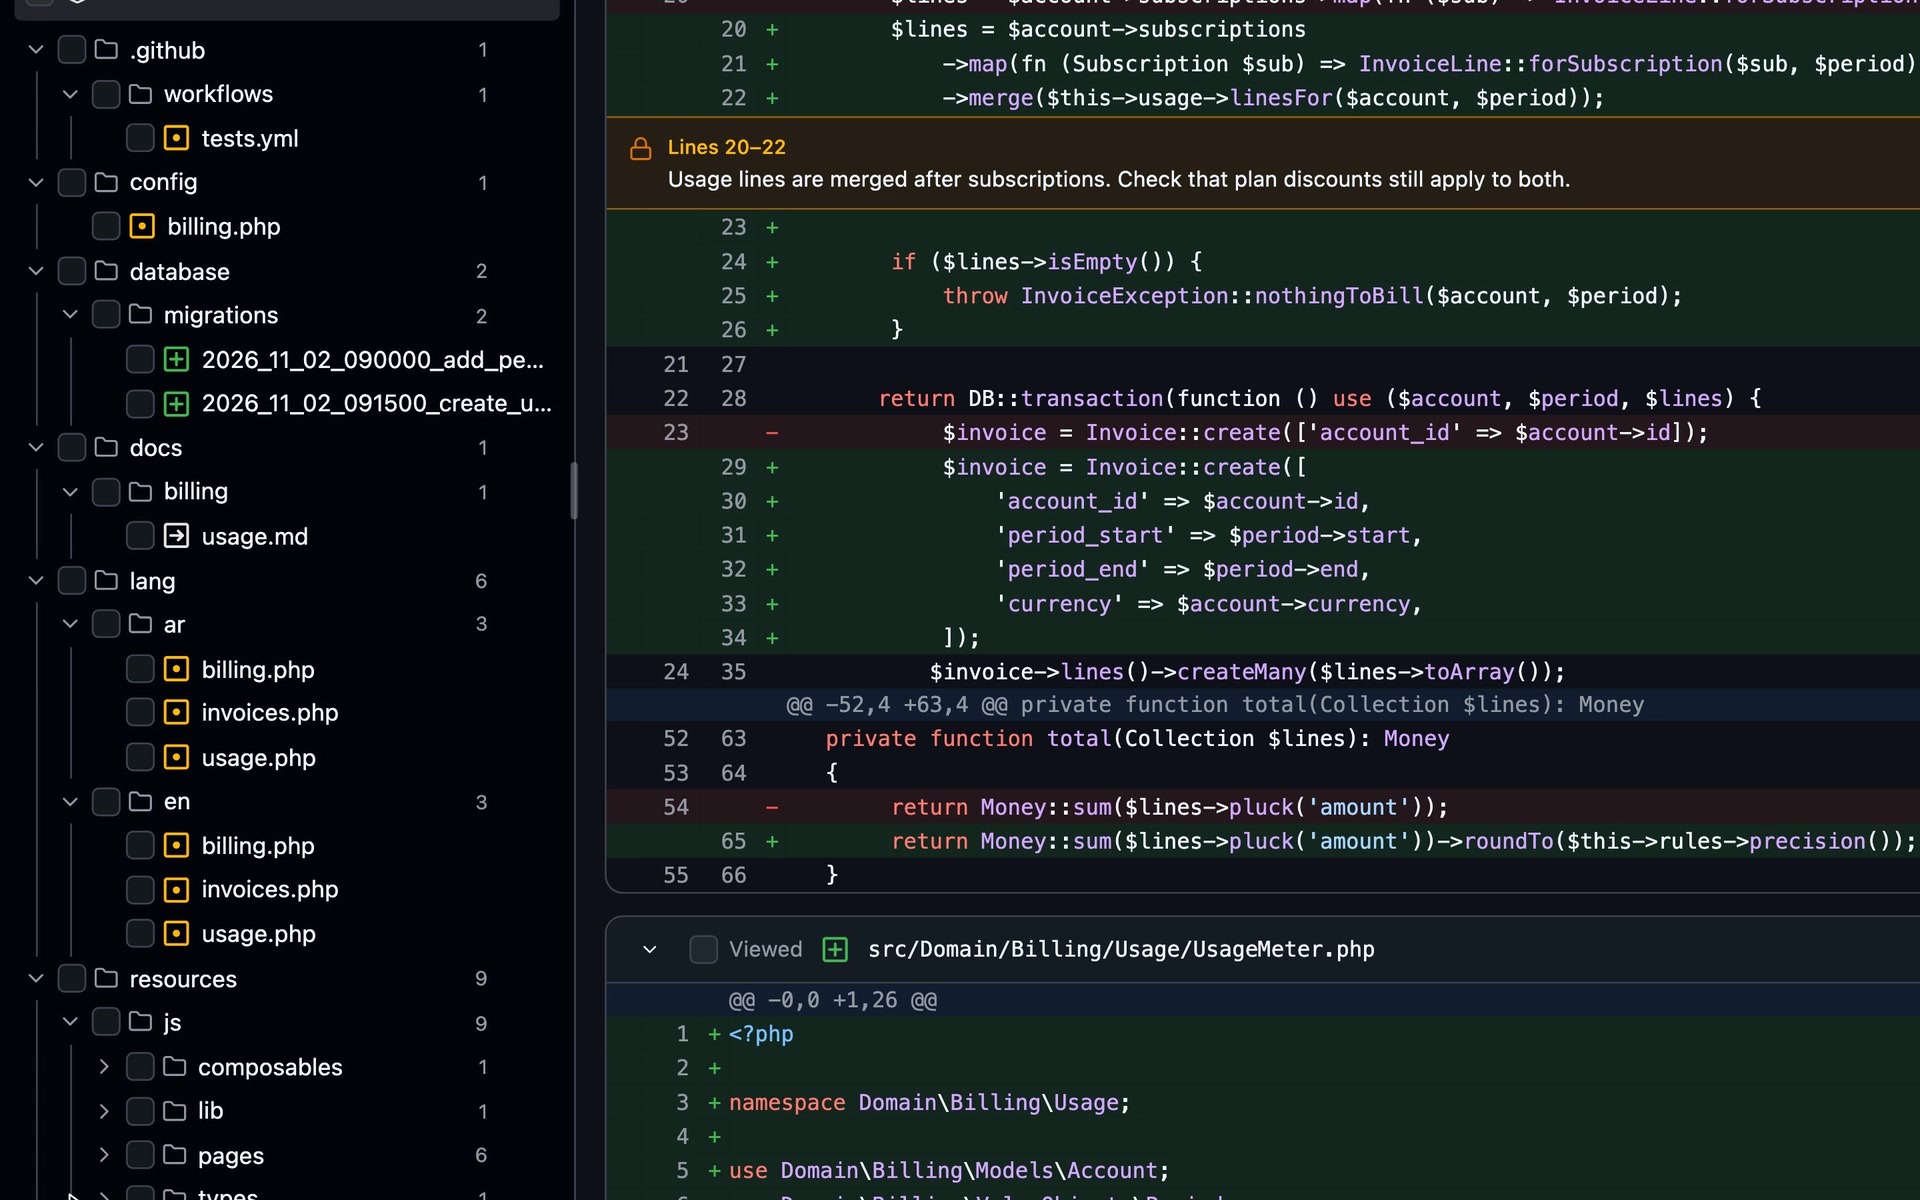 .github 1
workflows 1
tests.yml
config 1
billing.php
database 2
migrations 2
2026_11_02_090000_add_pe...
2026_11_02_091500_create_u...
docs 1
billing 1
usage.md
lang 6
ar 3
billing.php
invoices.php
usage.php
en 3
billing.php
invoices.php
usage.php
resources 9
js 9
composables 1
lib 1
pages 6
types 1
20 + $lines = $account->subscriptions
21 + ->map(fn (Subscription $sub) => InvoiceLine::forSubscription($sub, $period)
22 + ->merge($this->usage->linesFor($account, $period));
Lines 20–22
Usage lines are merged after subscriptions. Check that plan discounts still apply to both.
23 +
24 + if ($lines->isEmpty()) {
25 + throw InvoiceException::nothingToBill($account, $period);
26 + }
21 27
22 28 return DB::transaction(function () use ($account, $period, $lines) {
23 - $invoice = Invoice::create(['account_id' => $account->id]);
29 + $invoice = Invoice::create([
30 + 'account_id' => $account->id,
31 + 'period_start' => $period->start,
32 + 'period_end' => $period->end,
33 + 'currency' => $account->currency,
34 + ]);
24 35 $invoice->lines()->createMany($lines->toArray());
@@ -52,4 +63,4 @@ private function total(Collection $lines): Money
52 63 private function total(Collection $lines): Money
53 64 {
54 - return Money::sum($lines->pluck('amount'));
65 + return Money::sum($lines->pluck('amount'))->roundTo($this->rules->precision());
55 66 }
Viewed src/Domain/Billing/Usage/UsageMeter.php
@@ -0,0 +1,26 @@
1 + <?php
2 +
3 + namespace Domain\Billing\Usage;
4 +
5 + use Domain\Billing\Models\Account;